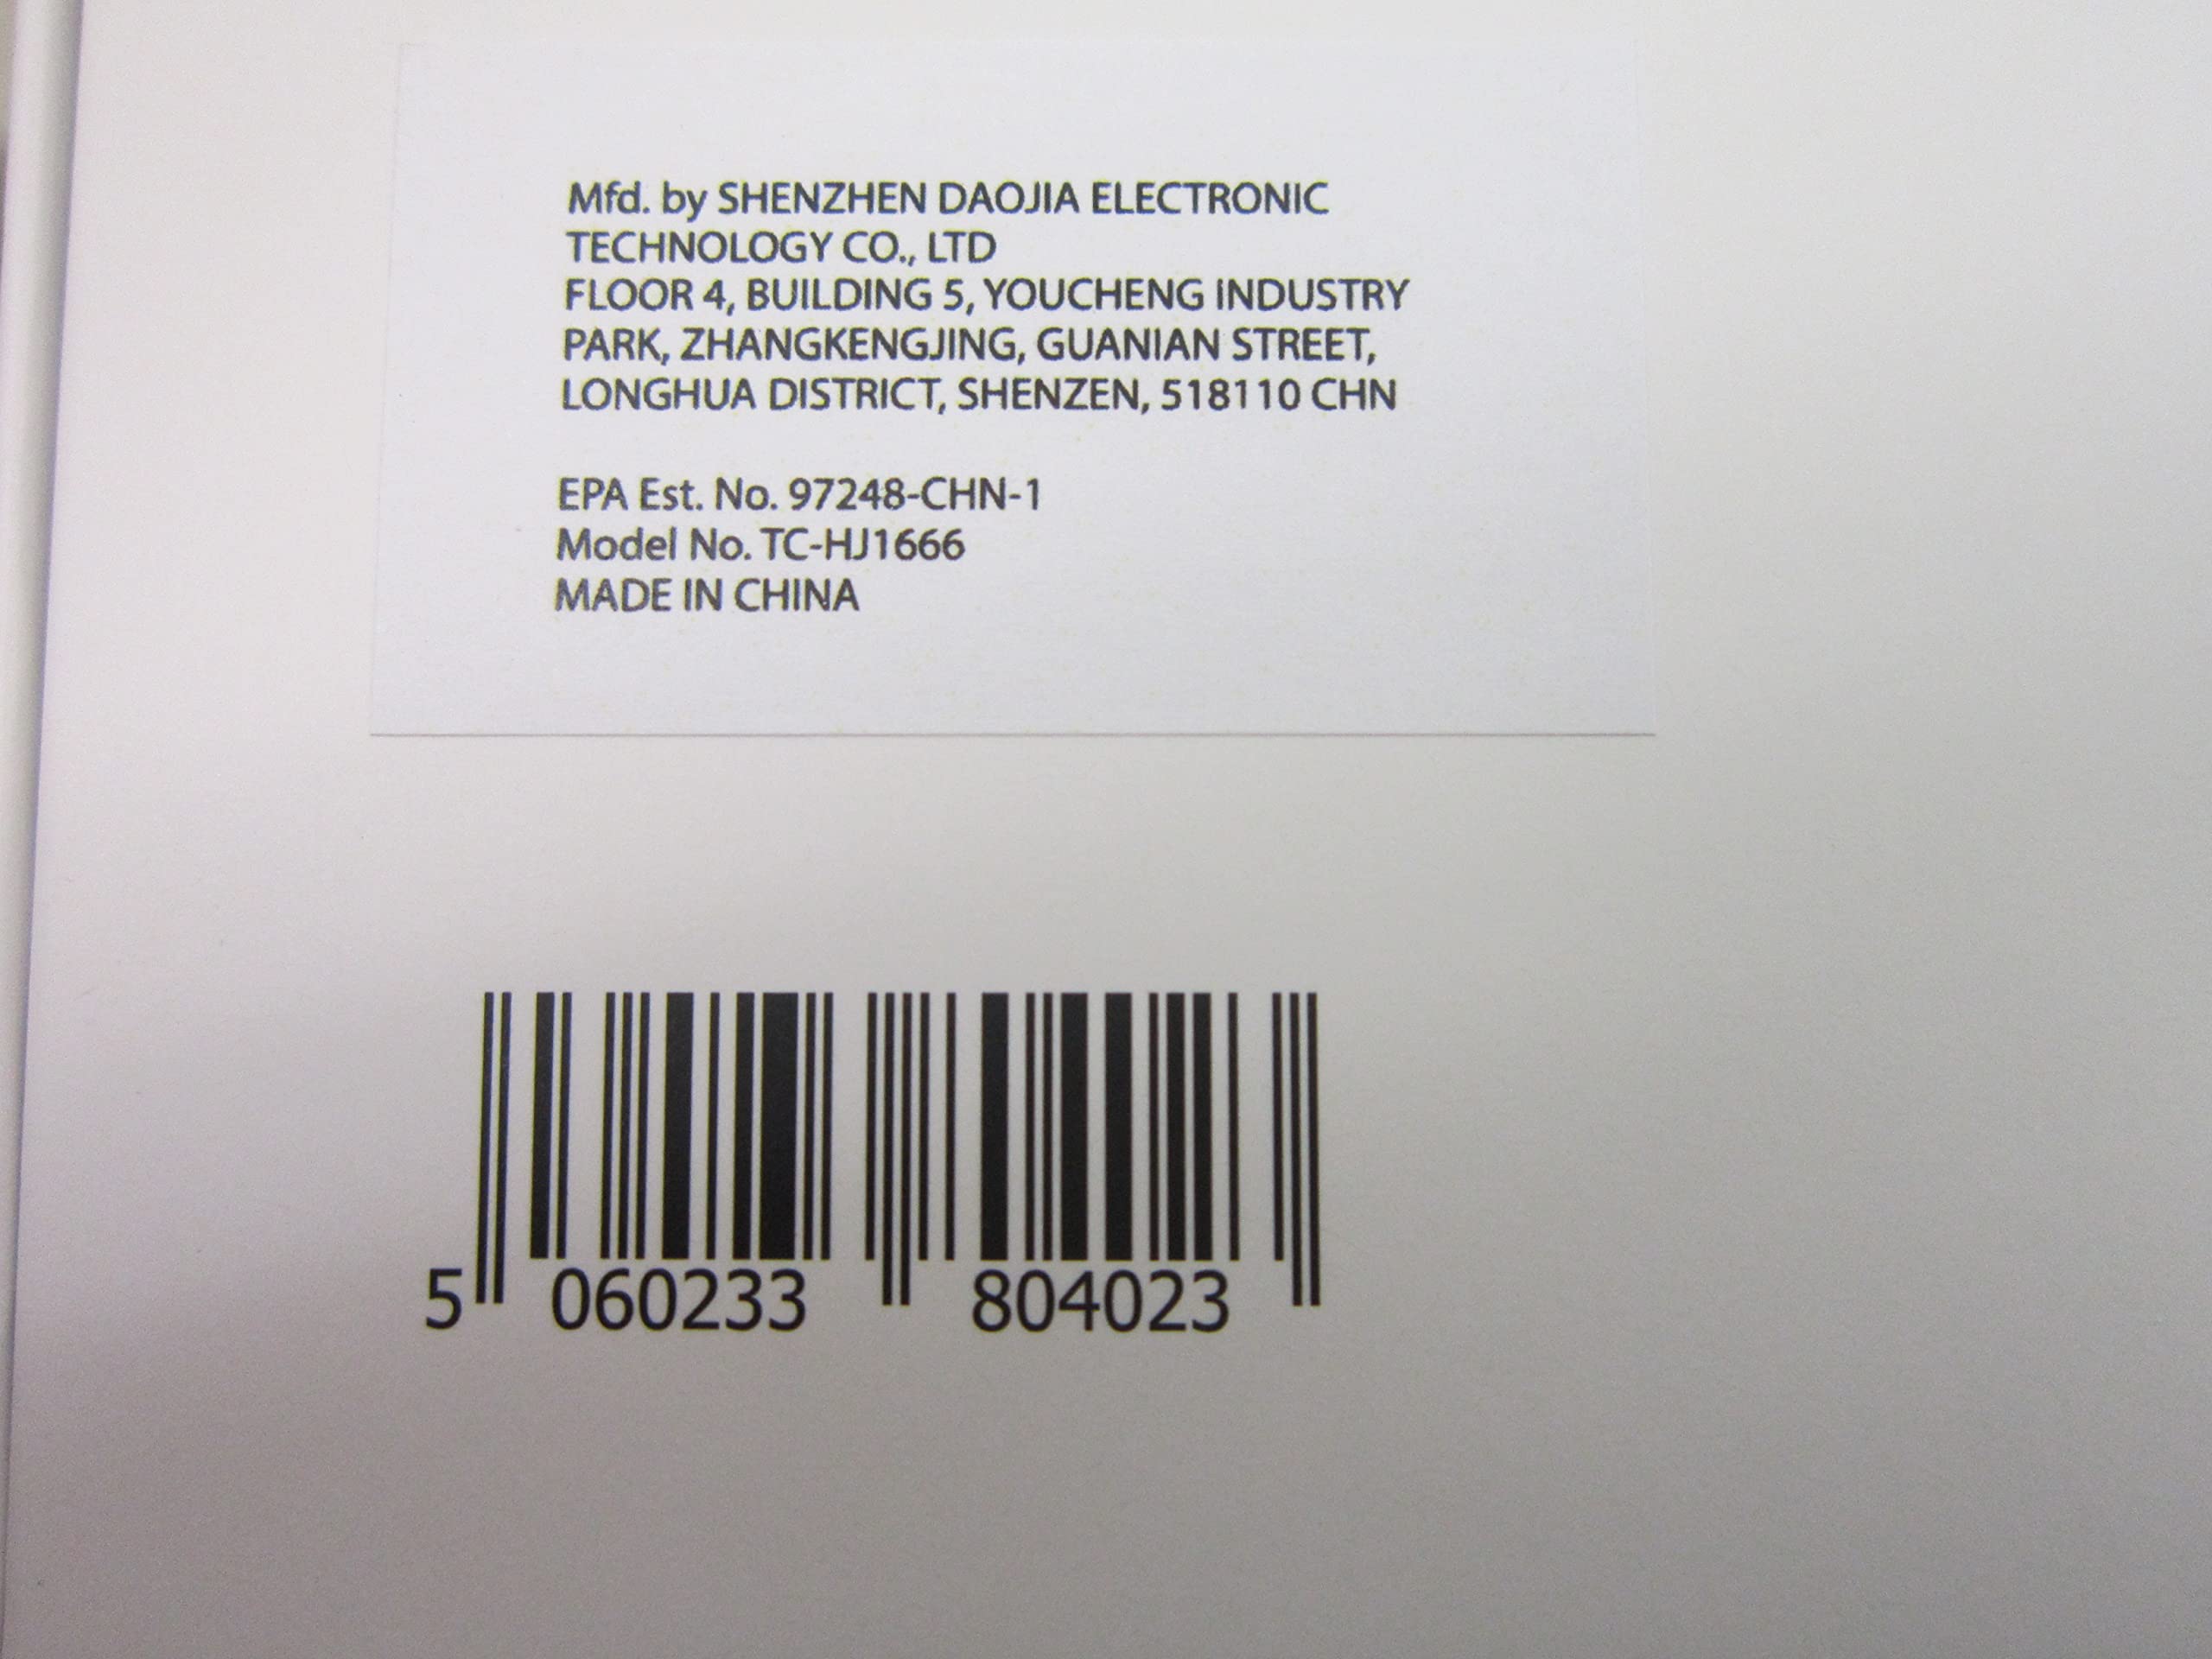 Mfd. by SHENZHEN DAOJIA ELECTRONIC
TECHNOLOGY CO., LTD
FLOOR 4, BUILDING 5, YOUCHENG INDUSTRY
PARK, ZHANGKENGJING, GUANIAN STREET,
LONGHUA DISTRICT, SHENZEN, 518110 CHN
EPA Est. No. 97248-CHN-1
Model No. TC-HJ1666
MADE IN CHINA
5 060233 804023